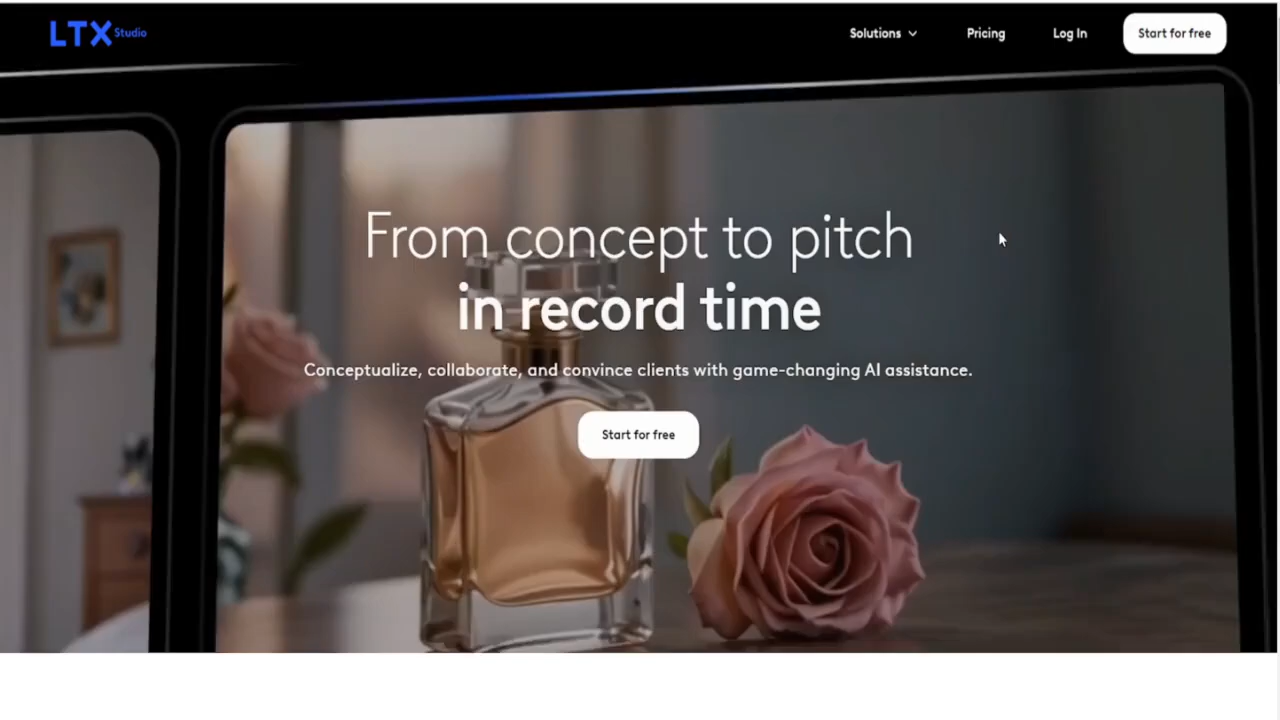 LTX Studio
Solutions
Pricing
Log In
Start for free
From concept to pitch
in record time
Conceptualize, collaborate, and convince clients with game-changing AI assistance.
Start for free